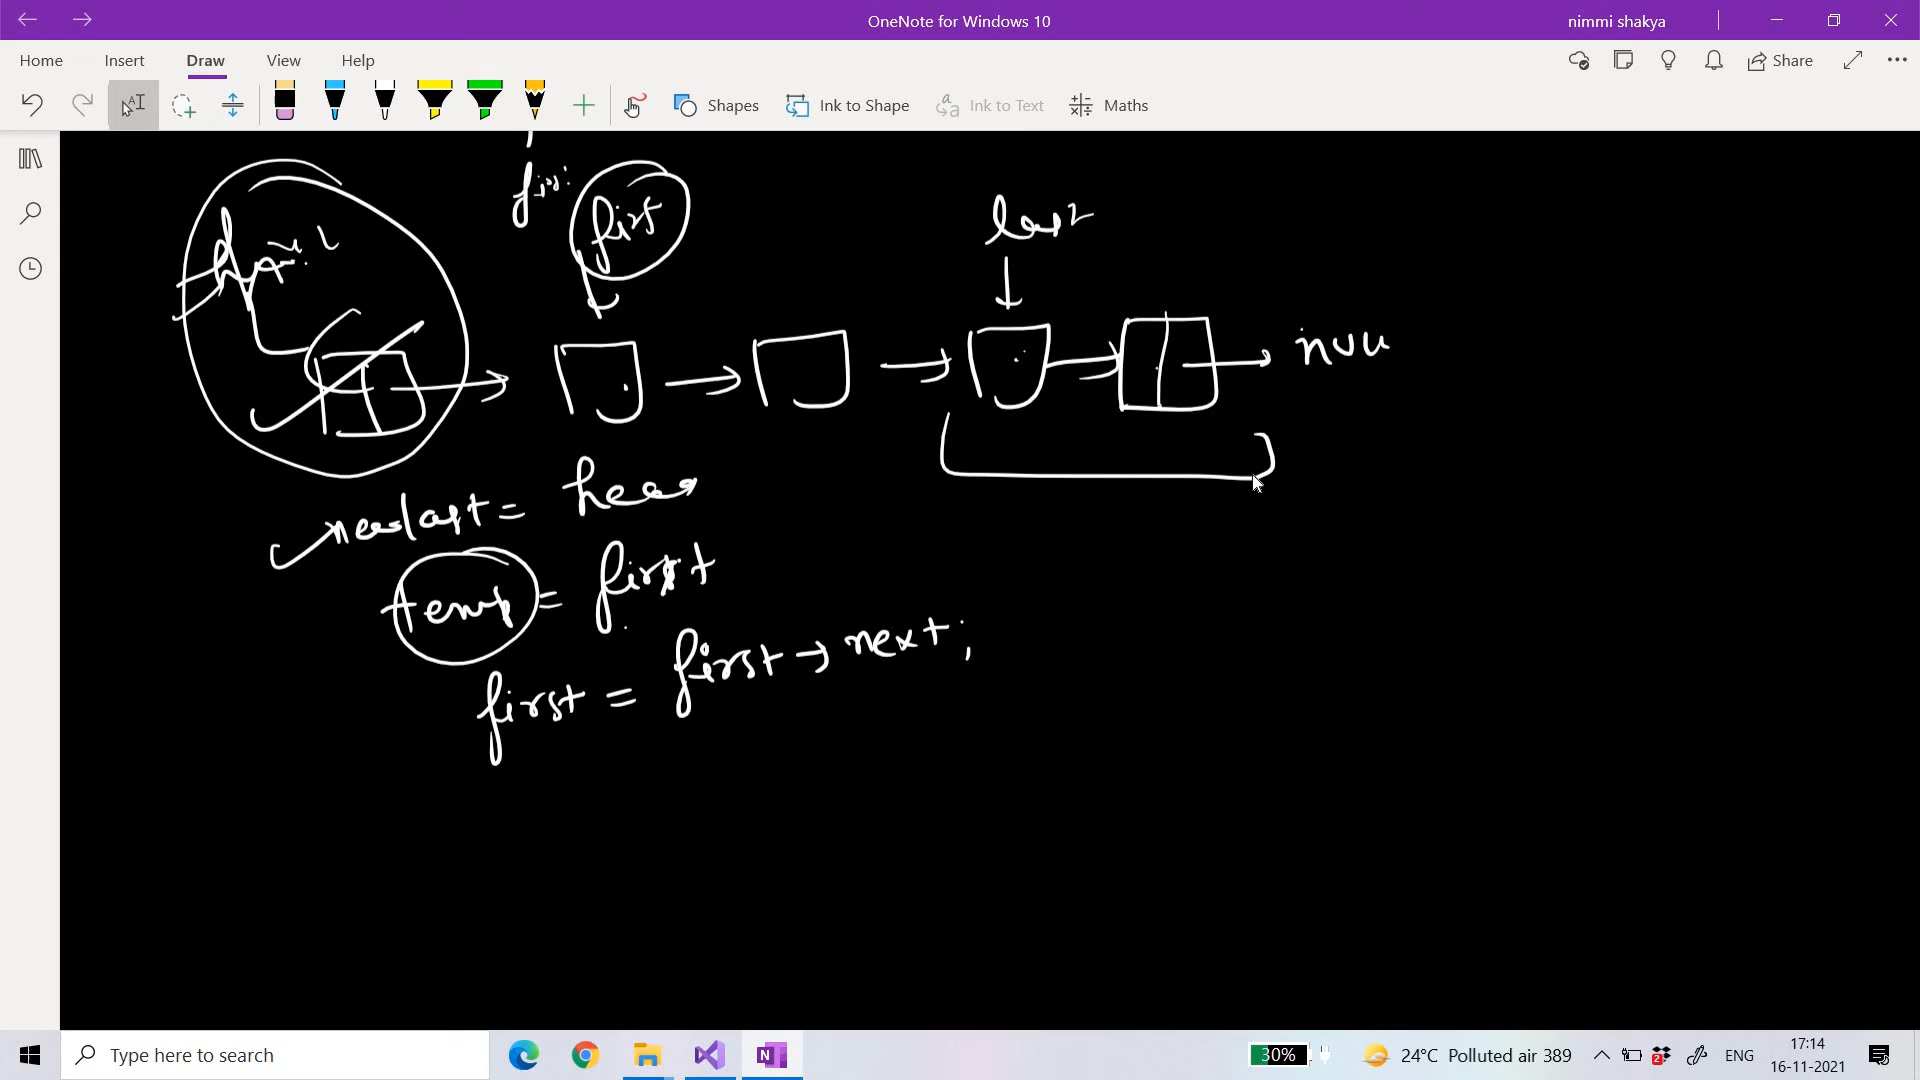 OneNote for Windows 10
nimmi shakya
Home Insert Draw View Help
Share
Shapes Ink to Shape Ink to Text Maths
first
last
null
newlast = head
temp = first
first = first → next;
Type here to search
30% 24°C Polluted air 389 ENG 17:14
16-11-2021